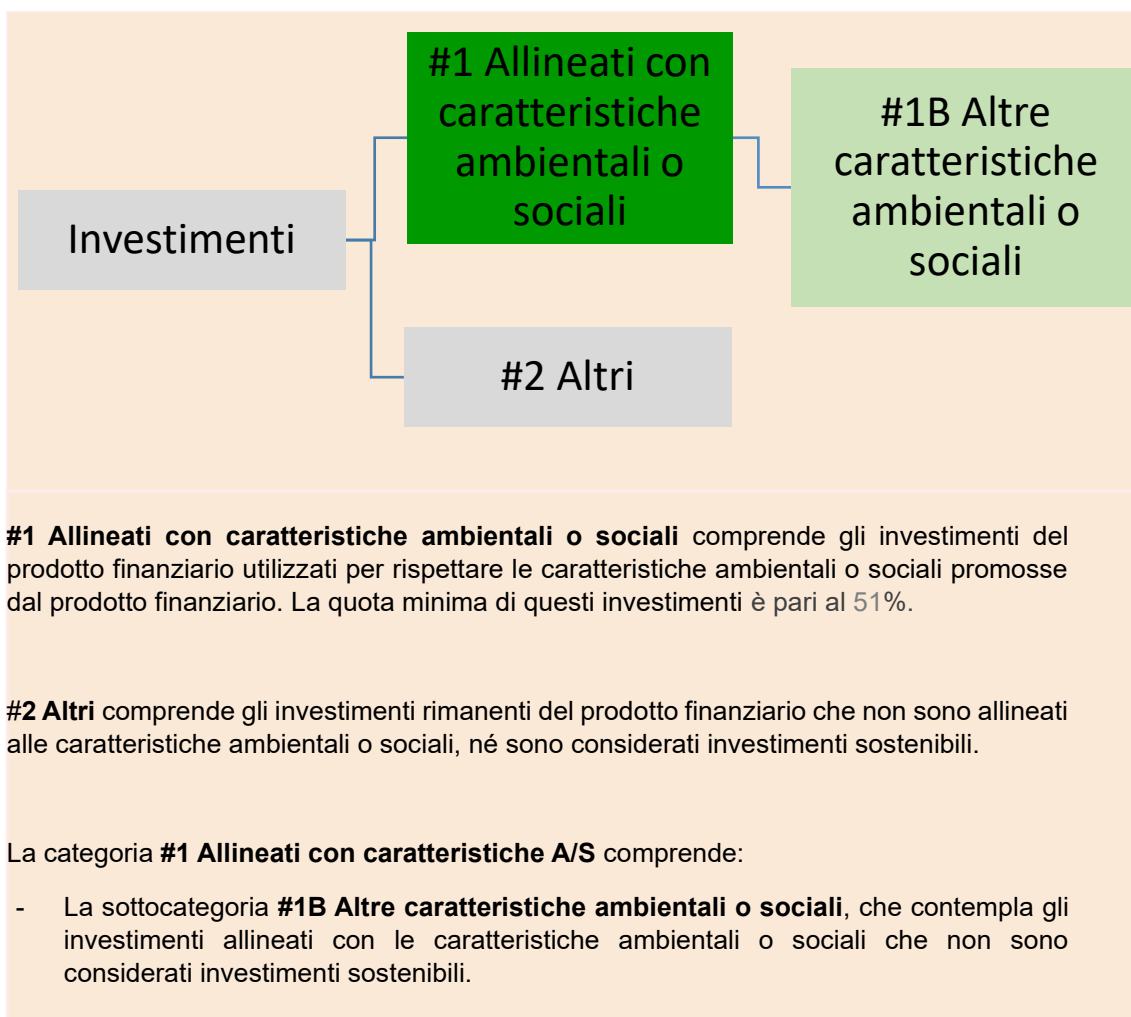 #1 Allineati con
caratteristiche
ambientali o
sociali
#1B Altre
caratteristiche
ambientali o
sociali
Investimenti
#2 Altri
#1 Allineati con caratteristiche ambientali o sociali comprende gli investimenti del
prodotto finanziario utilizzati per rispettare le caratteristiche ambientali o sociali promosse
dal prodotto finanziario. La quota minima di questi investimenti è pari al 51%.
#2 Altri comprende gli investimenti rimanenti del prodotto finanziario che non sono allineati
alle caratteristiche ambientali o sociali, né sono considerati investimenti sostenibili.
La categoria #1 Allineati con caratteristiche A/S comprende:
- La sottocategoria #1B Altre caratteristiche ambientali o sociali, che contempla gli
investimenti allineati con le caratteristiche ambientali o sociali che non sono
considerati investimenti sostenibili.